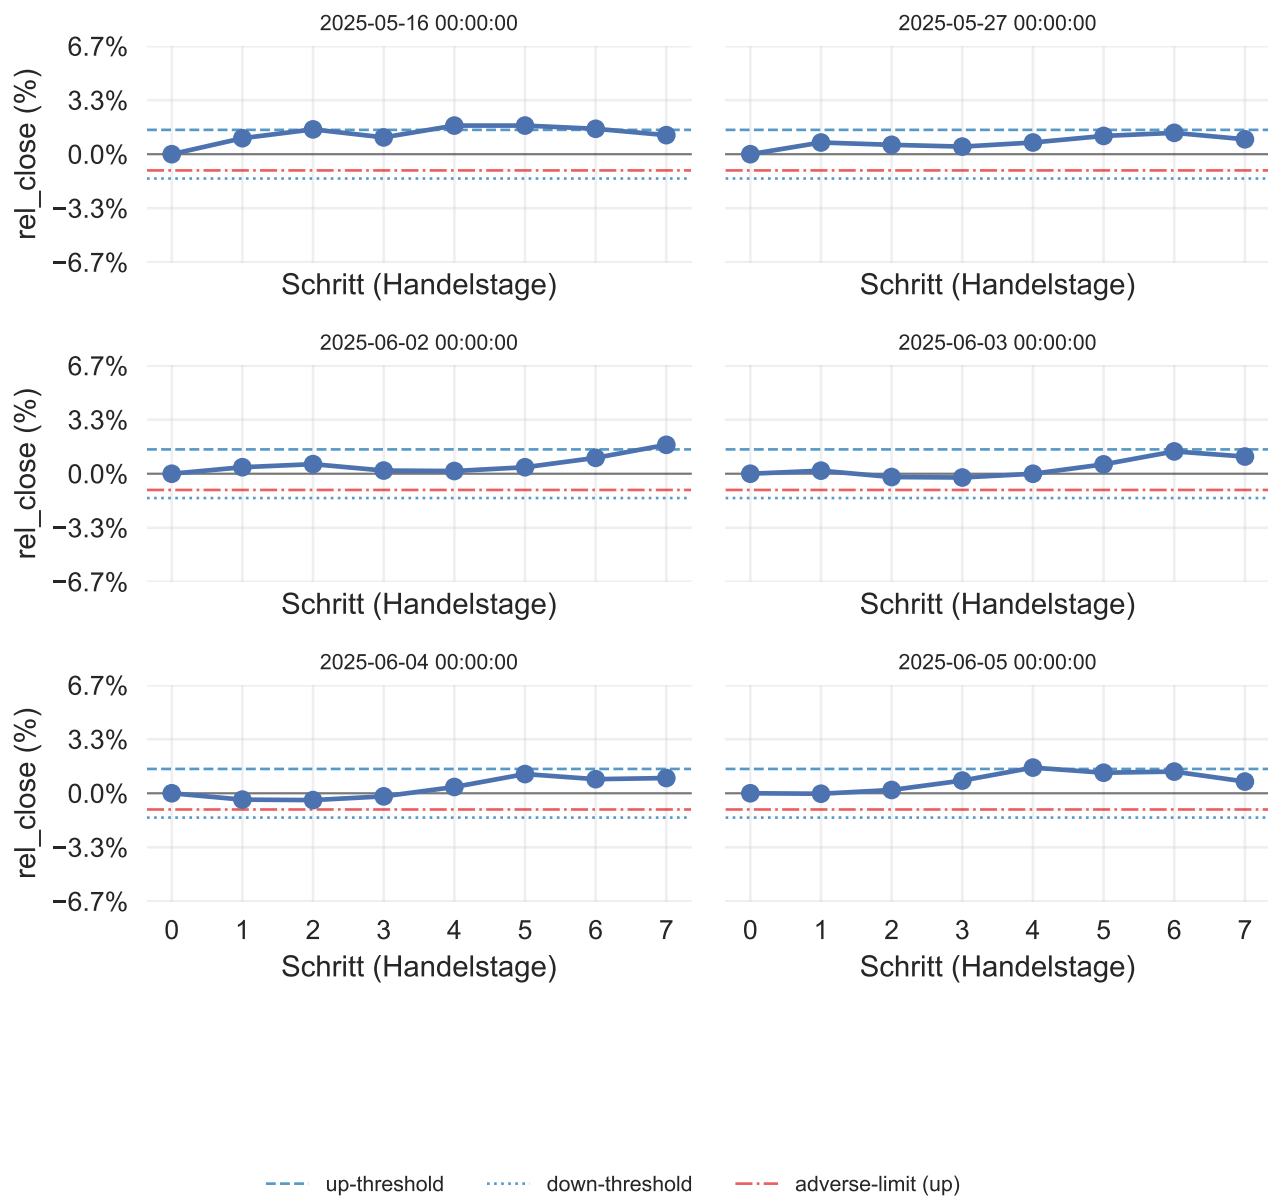 2025-05-16 00:00:00
2025-05-27 00:00:00
6.7%
3.3%
0.0%
−3.3%
−6.7%
rel_close (%)
Schritt (Handelstage)
Schritt (Handelstage)
2025-06-02 00:00:00
2025-06-03 00:00:00
6.7%
3.3%
0.0%
−3.3%
−6.7%
rel_close (%)
Schritt (Handelstage)
Schritt (Handelstage)
2025-06-04 00:00:00
2025-06-05 00:00:00
6.7%
3.3%
0.0%
−3.3%
−6.7%
rel_close (%)
0 1 2 3 4 5 6 7
0 1 2 3 4 5 6 7
Schritt (Handelstage)
Schritt (Handelstage)
up-threshold down-threshold adverse-limit (up)